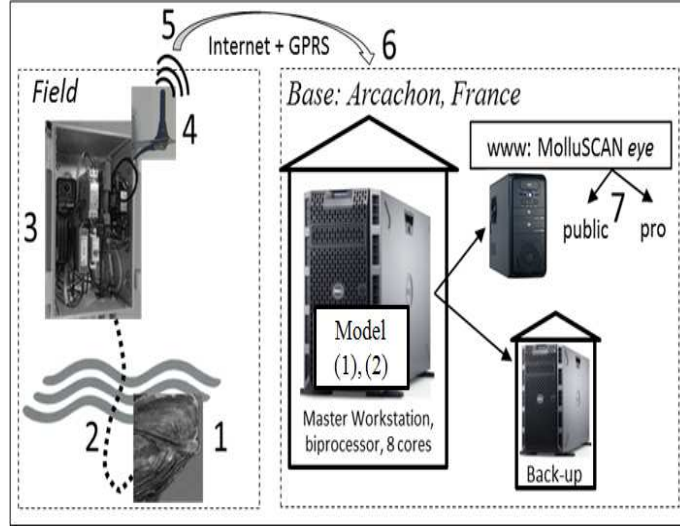 5
Internet + GPRS
6
Field
4
3
2
1
Base: Arcachon, France
www: MolluSCAN eye
7
public
pro
Model
(1), (2)
Master Workstation,
biprocessor, 8 cores
Back-up